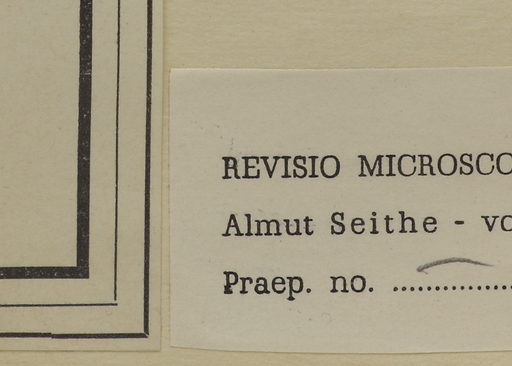 REVISIO MICROSCO
Almut Seithe - vo
Praep. no. ..................